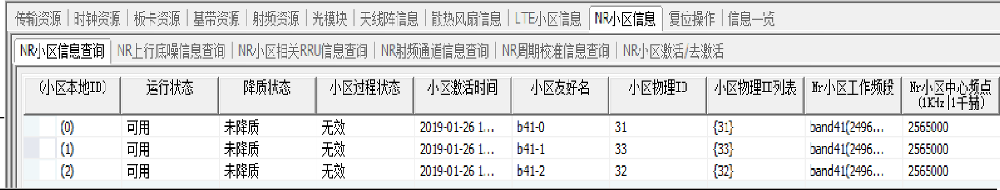 传输资源 时钟资源 板卡资源 基带资源 射频资源 光模块 天线阵信息 散热风扇信息 LTE小区信息 NR小区信息 复位操作 信息一览
NR小区信息查询 NR上行底噪信息查询 NR小区相关RRU信息查询 NR射频通道信息查询 NR周期校准信息查询 NR小区激活/去激活
(小区本地ID) 运行状态 降质状态 小区过程状态 小区激活时间 小区友好名 小区物理ID 小区物理ID列表 Nr小区工作频段 Nr小区中心频点
(1KHz|1千赫)
(0) 可用 未降质 无效 2019-01-26 1... b41-0 31 {31} band41(2496... 2565000
(1) 可用 未降质 无效 2019-01-26 1... b41-1 33 {33} band41(2496... 2565000
(2) 可用 未降质 无效 2019-01-26 1... b41-2 32 {32} band41(2496... 2565000